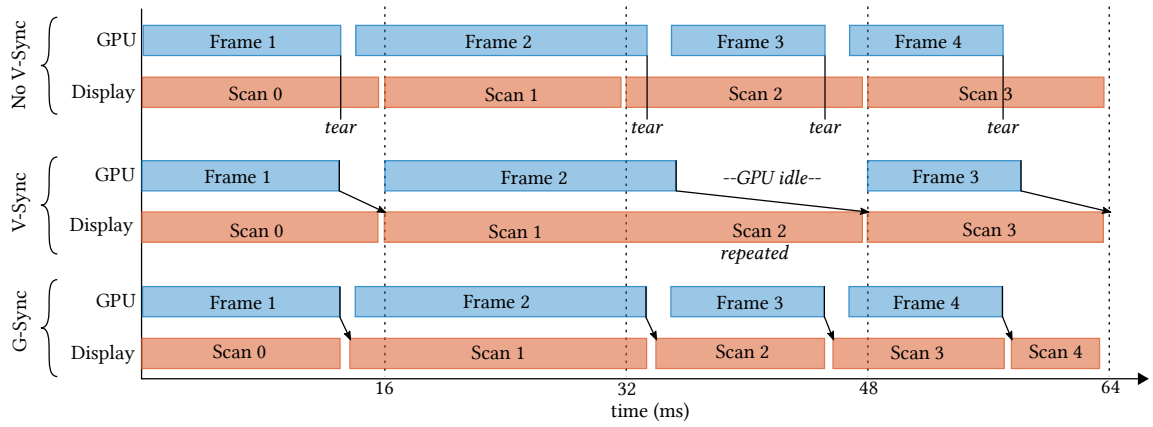 No V-Sync
GPU
Frame 1
Frame 2
Frame 3
Frame 4
Display
Scan 0
Scan 1
Scan 2
Scan 3
tear
tear
tear
tear
V-Sync
GPU
Frame 1
Frame 2
--GPU idle--
Frame 3
Display
Scan 0
Scan 1
Scan 2
Scan 3
repeated
G-Sync
GPU
Frame 1
Frame 2
Frame 3
Frame 4
Display
Scan 0
Scan 1
Scan 2
Scan 3
Scan 4
16
32
48
64
time (ms)